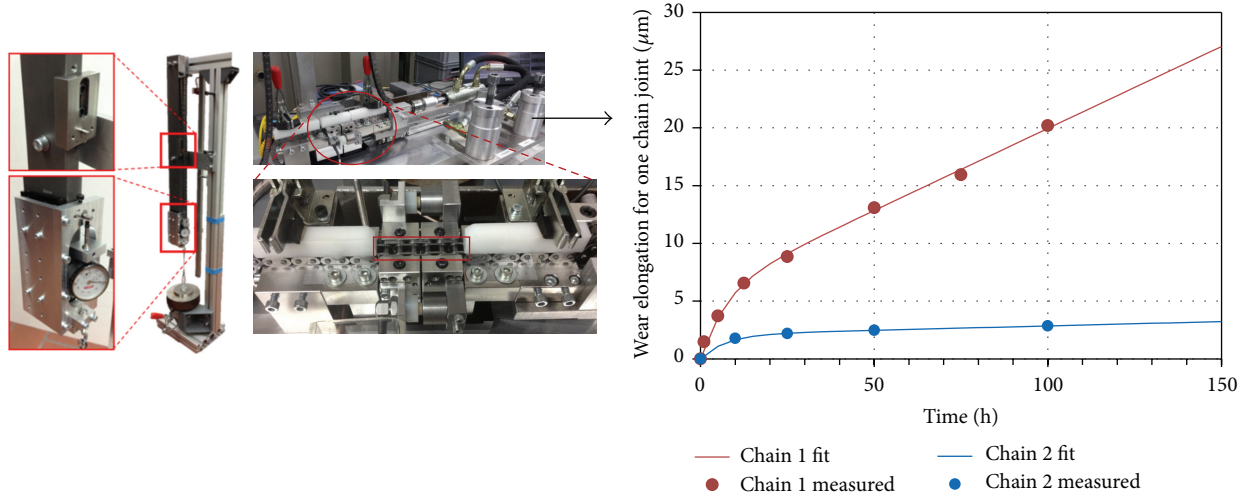 30
25
20
15
10
5
0
Wear elongation for one chain joint (μm)
0
50
100
150
Time (h)
Chain 1 fit
Chain 2 fit
Chain 1 measured
Chain 2 measured